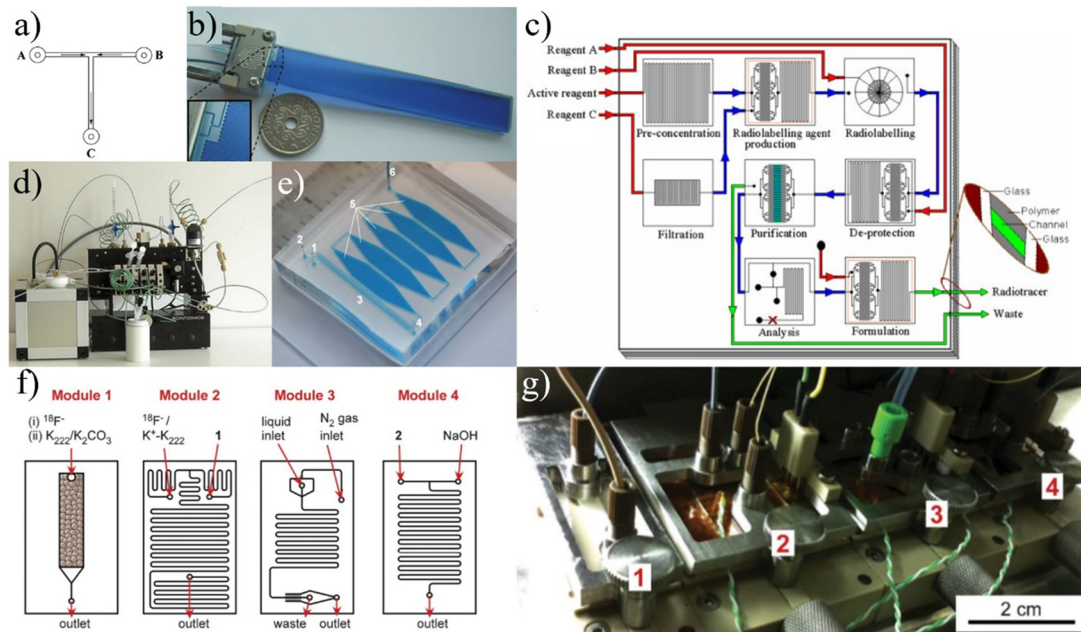 a)
A
B
C
b)
c)
Reagent A
Reagent B
Active reagent
Reagent C
Pre-concentration
Radiolabelling agent
production
Radiolabelling
Filtration
Purification
De-protection
Analysis
Formulation
Glass
Polymer
Channel
Glass
Radiotracer
Waste
d)
SCINTOMICS
e)
6
5
2
1
3
4
f)
Module 1
Module 2
Module 3
Module 4
(i) ¹⁸F⁻
(ii) K₂₂₂/K₂CO₃
¹⁸F⁻/
K⁺-K₂₂₂
1
liquid
inlet
N₂ gas
inlet
2
NaOH
outlet
outlet
waste
outlet
outlet
g)
1
2
3
4
2 cm